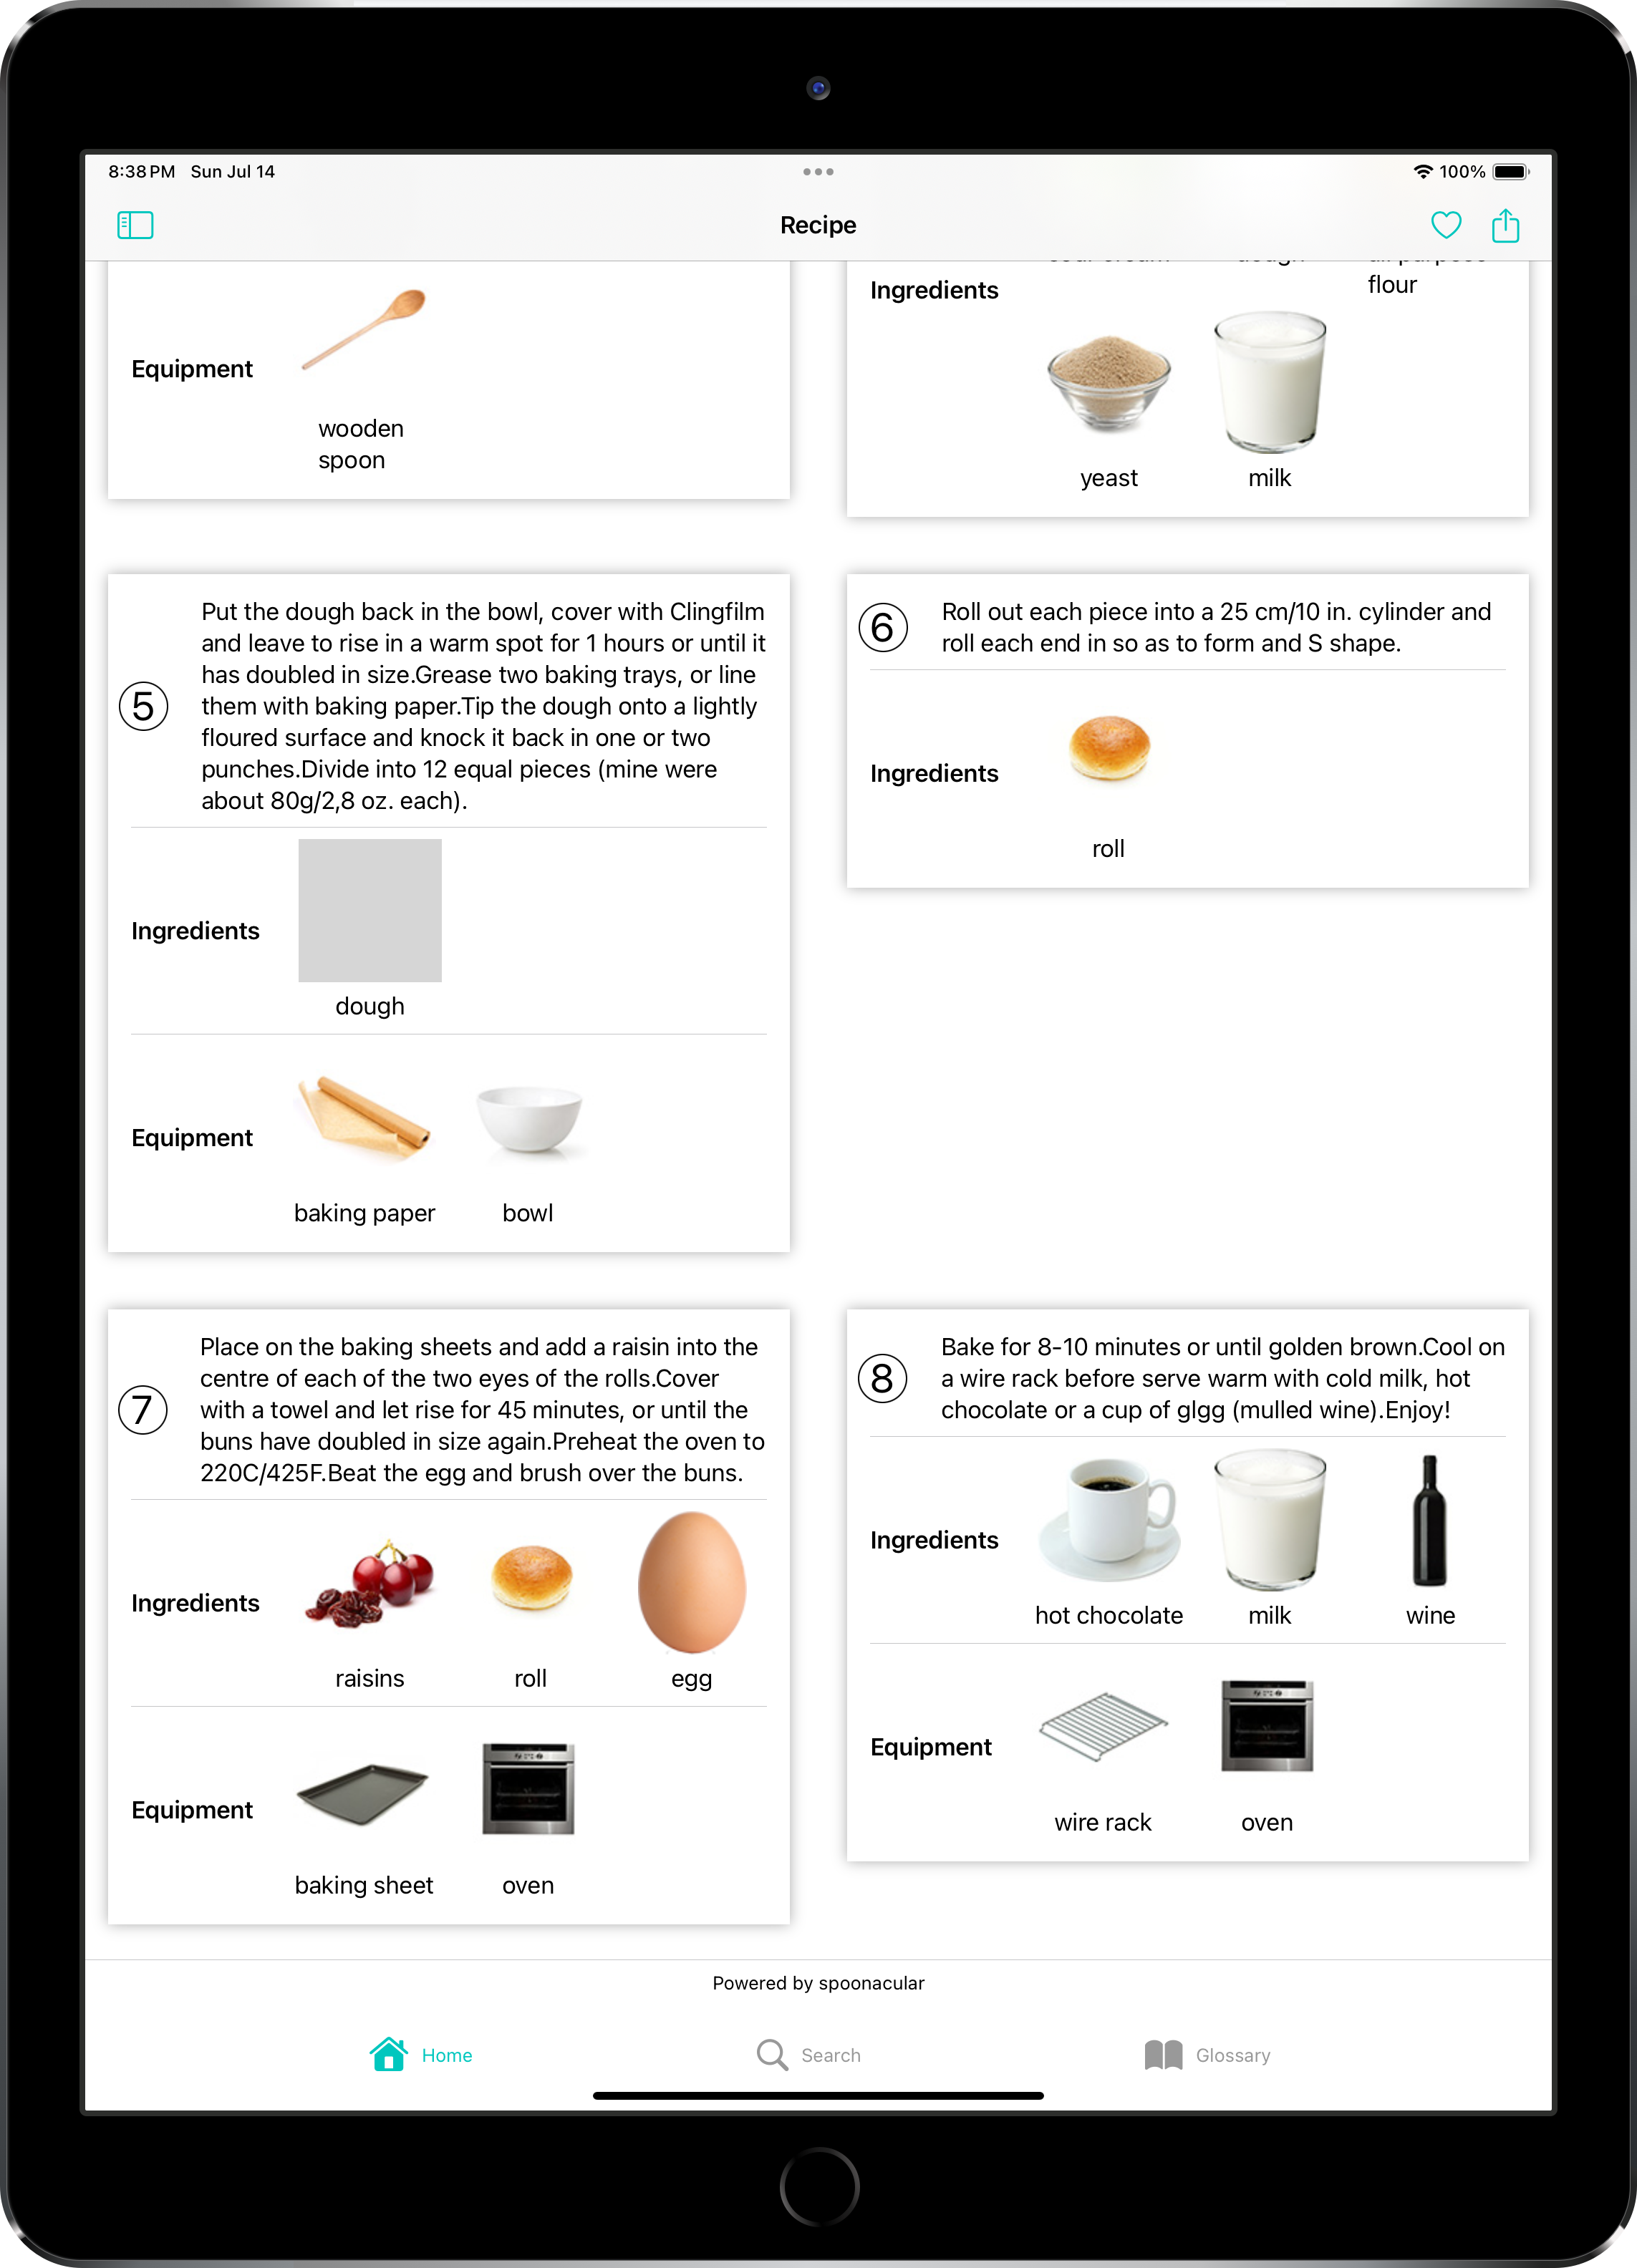 8:38 PM Sun Jul 14
100%
Recipe
Equipment
wooden
spoon
Ingredients
flour
yeast milk
5
Put the dough back in the bowl, cover with Clingfilm
and leave to rise in a warm spot for 1 hours or until it
has doubled in size.Grease two baking trays, or line
them with baking paper.Tip the dough onto a lightly
floured surface and knock it back in one or two
punches.Divide into 12 equal pieces (mine were
about 80g/2,8 oz. each).
Ingredients
dough
Equipment
baking paper bowl
6
Roll out each piece into a 25 cm/10 in. cylinder and
roll each end in so as to form and S shape.
Ingredients
roll
7
Place on the baking sheets and add a raisin into the
centre of each of the two eyes of the rolls.Cover
with a towel and let rise for 45 minutes, or until the
buns have doubled in size again.Preheat the oven to
220C/425F.Beat the egg and brush over the buns.
Ingredients
raisins roll egg
Equipment
baking sheet oven
8
Bake for 8-10 minutes or until golden brown.Cool on
a wire rack before serve warm with cold milk, hot
chocolate or a cup of glgg (mulled wine).Enjoy!
Ingredients
hot chocolate milk wine
Equipment
wire rack oven
Powered by spoonacular
Home Search Glossary